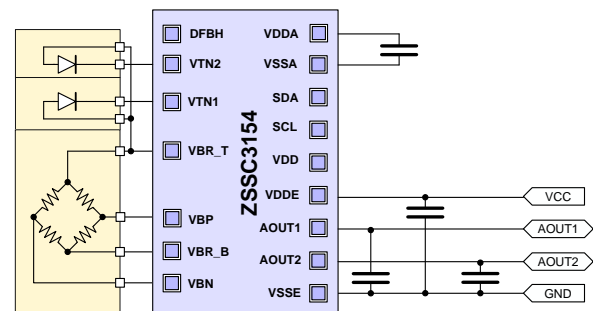 DFBH
VTN2
VTN1
VBR_T
VBP
VBR_B
VBN
ZSSC3154
VDDA
VSSA
SDA
SCL
VDD
VDDE
AOUT1
AOUT2
VSSE
VCC
AOUT1
AOUT2
GND